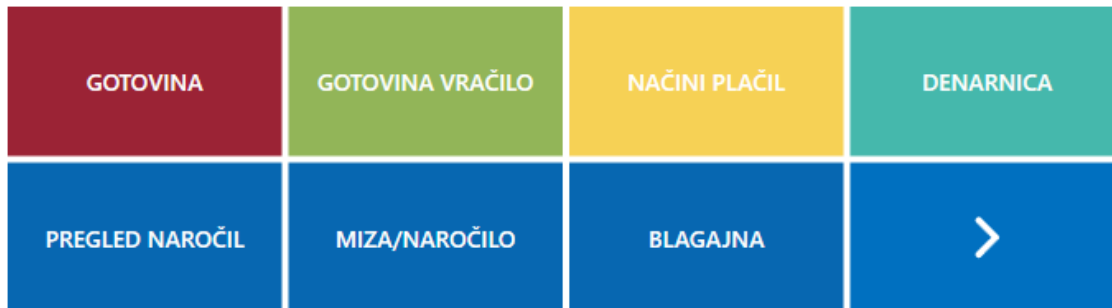 GOTOVINA
GOTOVINA VRAČILO
NAČINI PLAČIL
DENARNICA
PREGLED NAROČIL
MIZA/NAROČILO
BLAGAJNA